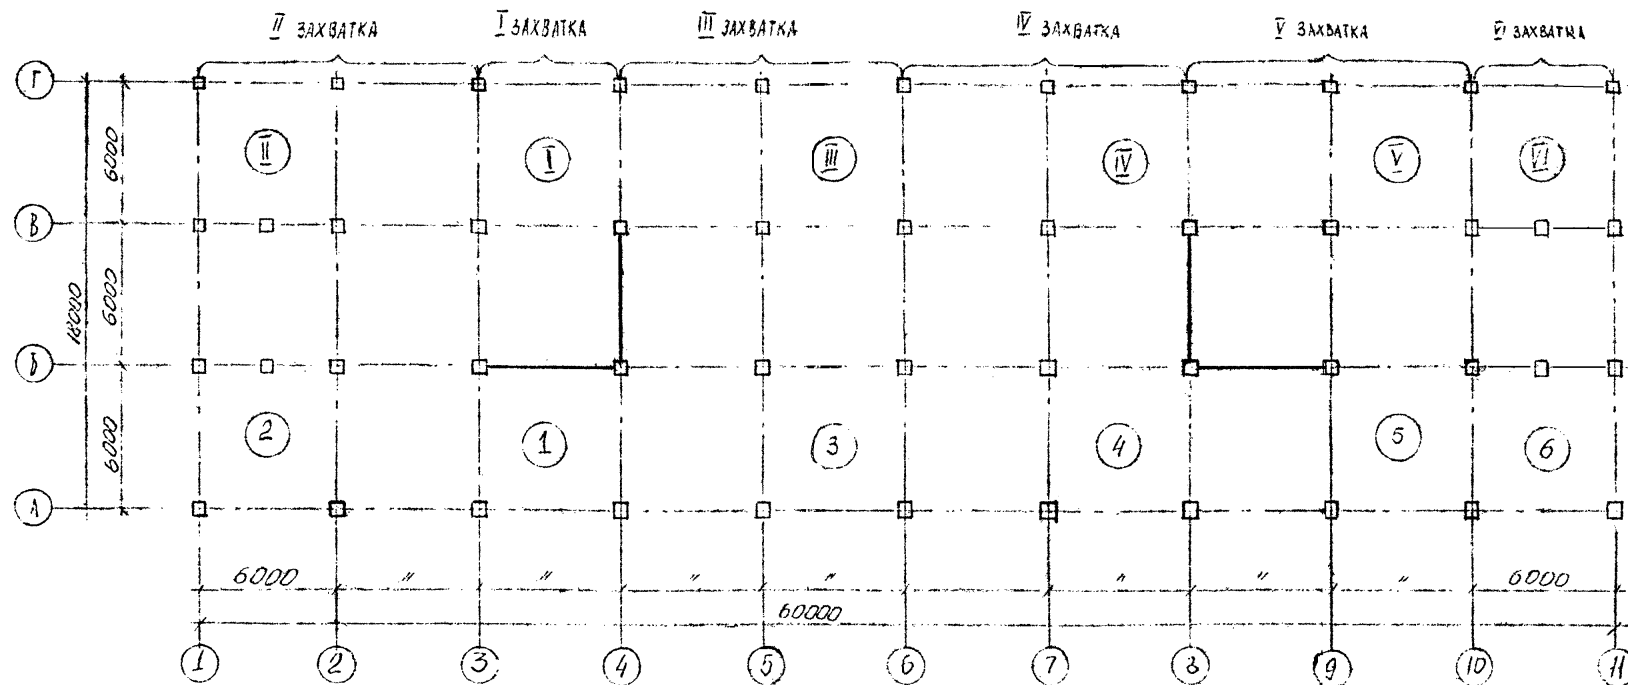 II ЗАХВАТКА
I ЗАХВАТКА
III ЗАХВАТКА
IV ЗАХВАТКА
V ЗАХВАТКА
VI ЗАХВАТКА
Г
II
I
III
IV
V
VI
6000
В
6000
18000
Б
2
1
3
4
5
6
6000
А
6000 " " " " " " " 6000
60000
1 2 3 4 5 6 7 8 9 10 11